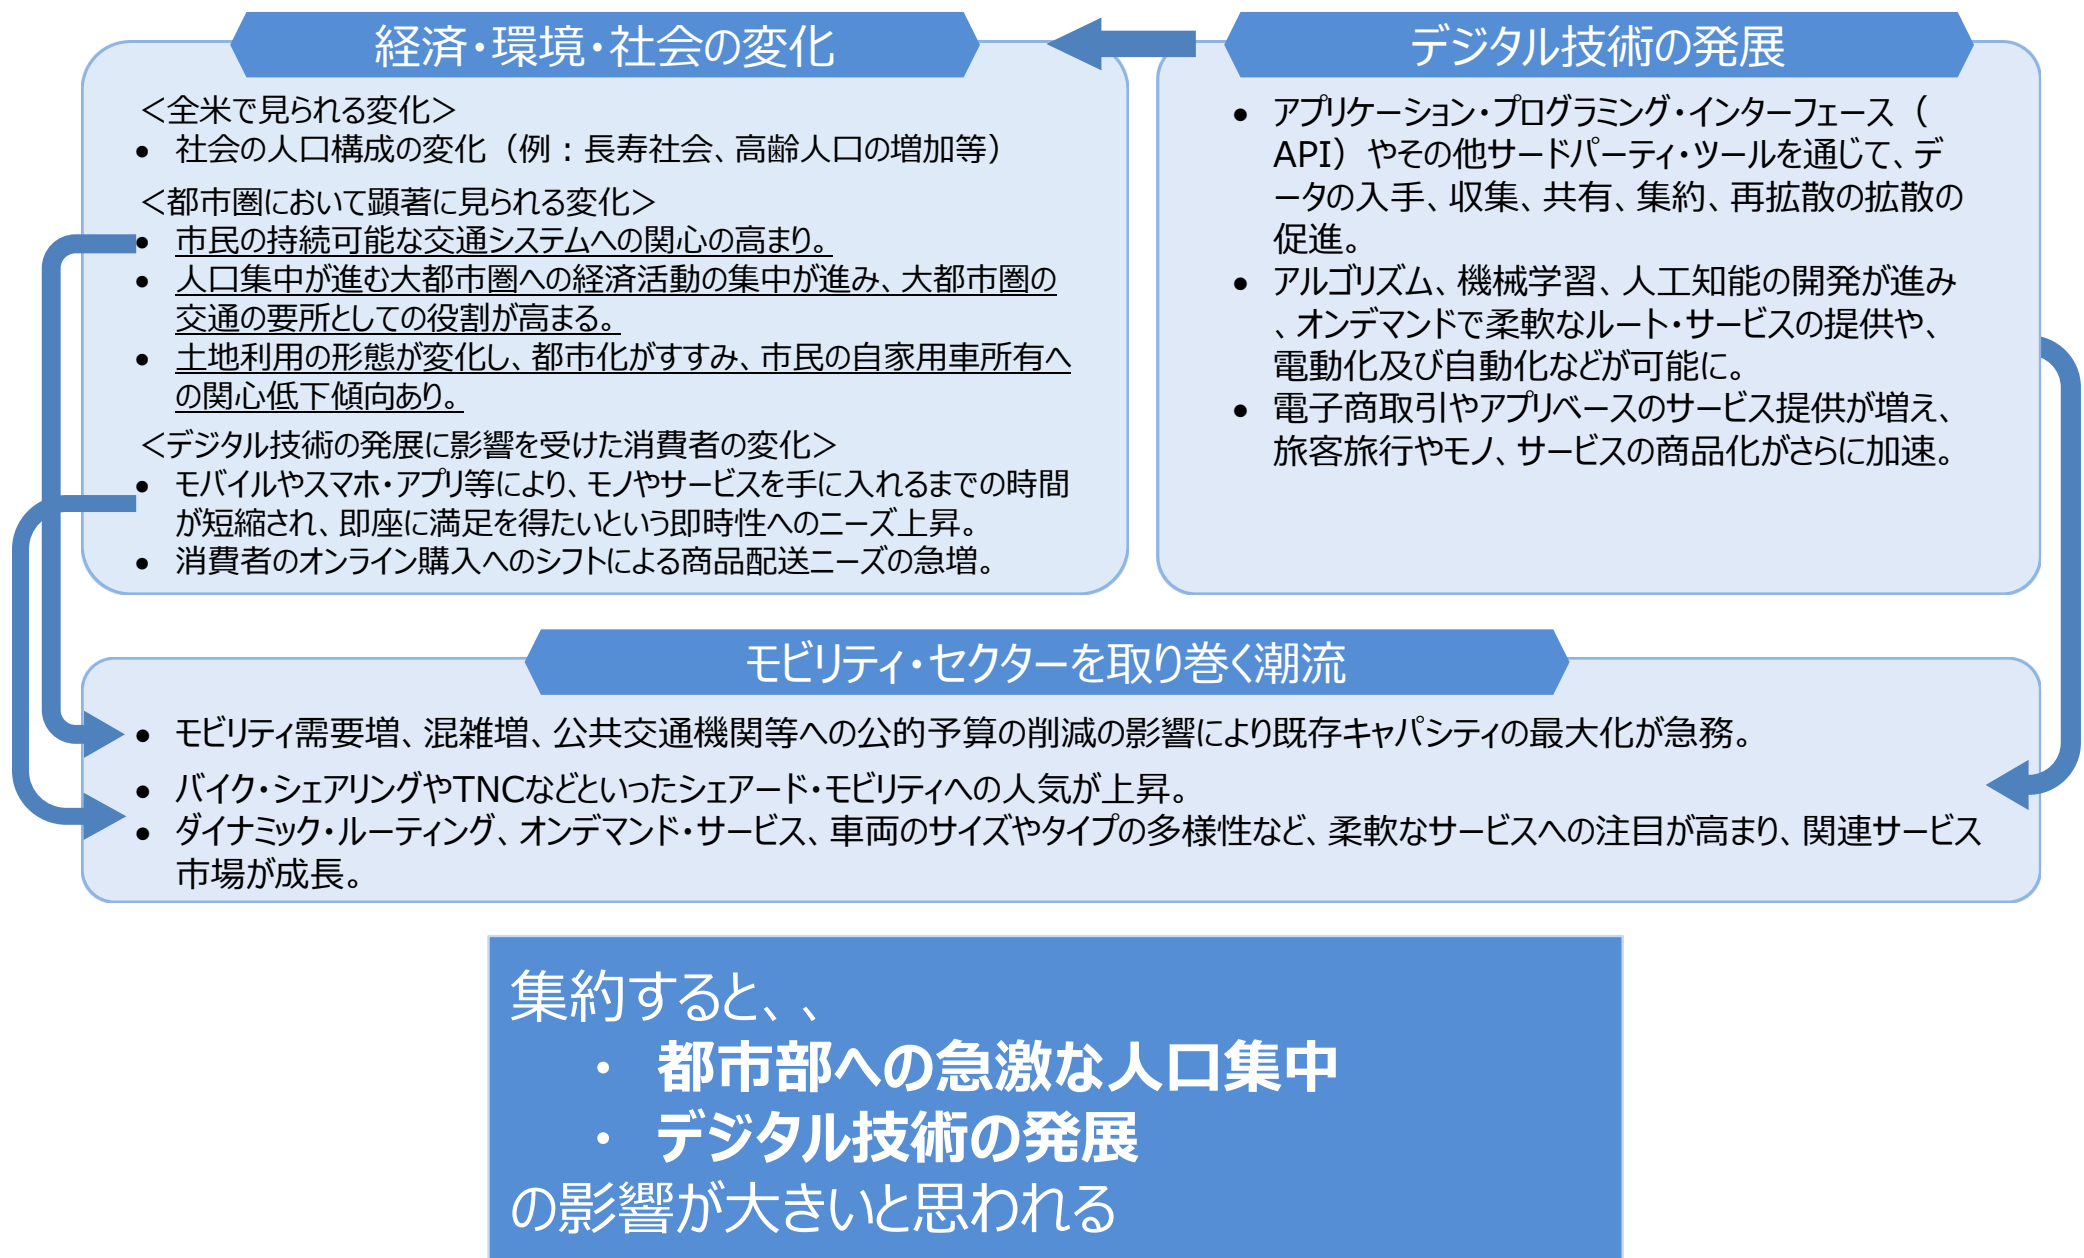 経済・環境・社会の変化
＜全米で見られる変化＞
● 社会の人口構成の変化（例：長寿社会、高齢人口の増加等）
＜都市圏において顕著に見られる変化＞
● 市民の持続可能な交通システムへの関心の高まり。
● 人口集中が進む大都市圏への経済活動の集中が進み、大都市圏の
交通の要所としての役割が高まる。
● 土地利用の形態が変化し、都市化がすすみ、市民の自家用車所有へ
の関心低下傾向あり。
＜デジタル技術の発展に影響を受けた消費者の変化＞
● モバイルやスマホ・アプリ等により、モノやサービスを手に入れるまでの時間
が短縮され、即座に満足を得たいという即時性へのニーズ上昇。
● 消費者のオンライン購入へのシフトによる商品配送ニーズの急増。
デジタル技術の発展
● アプリケーション・プログラミング・インターフェース（
API）やその他サードパーティ・ツールを通じて、デ
ータの入手、収集、共有、集約、再拡散の拡散の
促進。
● アルゴリズム、機械学習、人工知能の開発が進み
、オンデマンドで柔軟なルート・サービスの提供や、
電動化及び自動化などが可能に。
● 電子商取引やアプリベースのサービス提供が増え、
旅客旅行やモノ、サービスの商品化がさらに加速。
モビリティ・セクターを取り巻く潮流
● モビリティ需要増、混雑増、公共交通機関等への公的予算の削減の影響により既存キャパシティの最大化が急務。
● バイク・シェアリングやTNCなどといったシェアード・モビリティへの人気が上昇。
● ダイナミック・ルーティング、オンデマンド・サービス、車両のサイズやタイプの多様性など、柔軟なサービスへの注目が高まり、関連サービス
市場が成長。
集約すると、、
・ 都市部への急激な人口集中
・ デジタル技術の発展
の影響が大きいと思われる